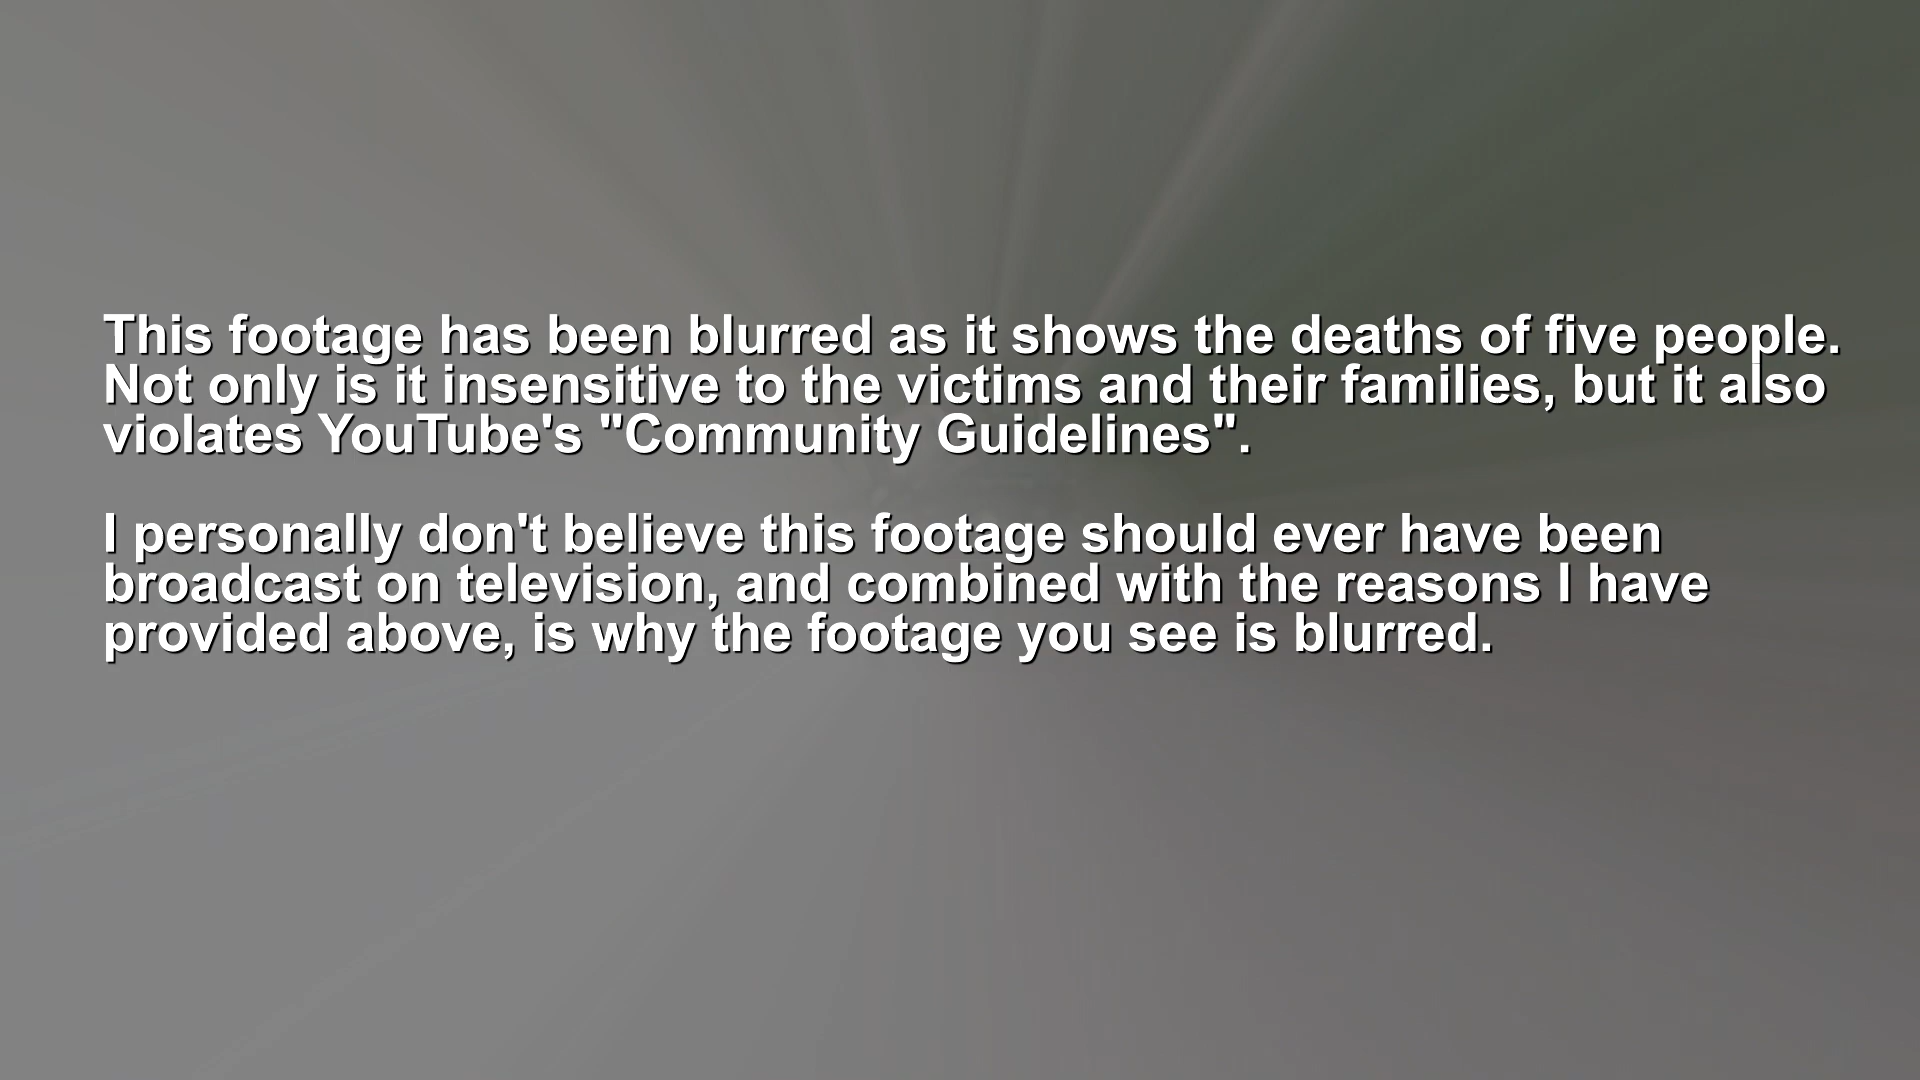 This footage has been blurred as it shows the deaths of five people.
Not only is it insensitive to the victims and their families, but it also
violates YouTube's "Community Guidelines".
I personally don't believe this footage should ever have been
broadcast on television, and combined with the reasons I have
provided above, is why the footage you see is blurred.